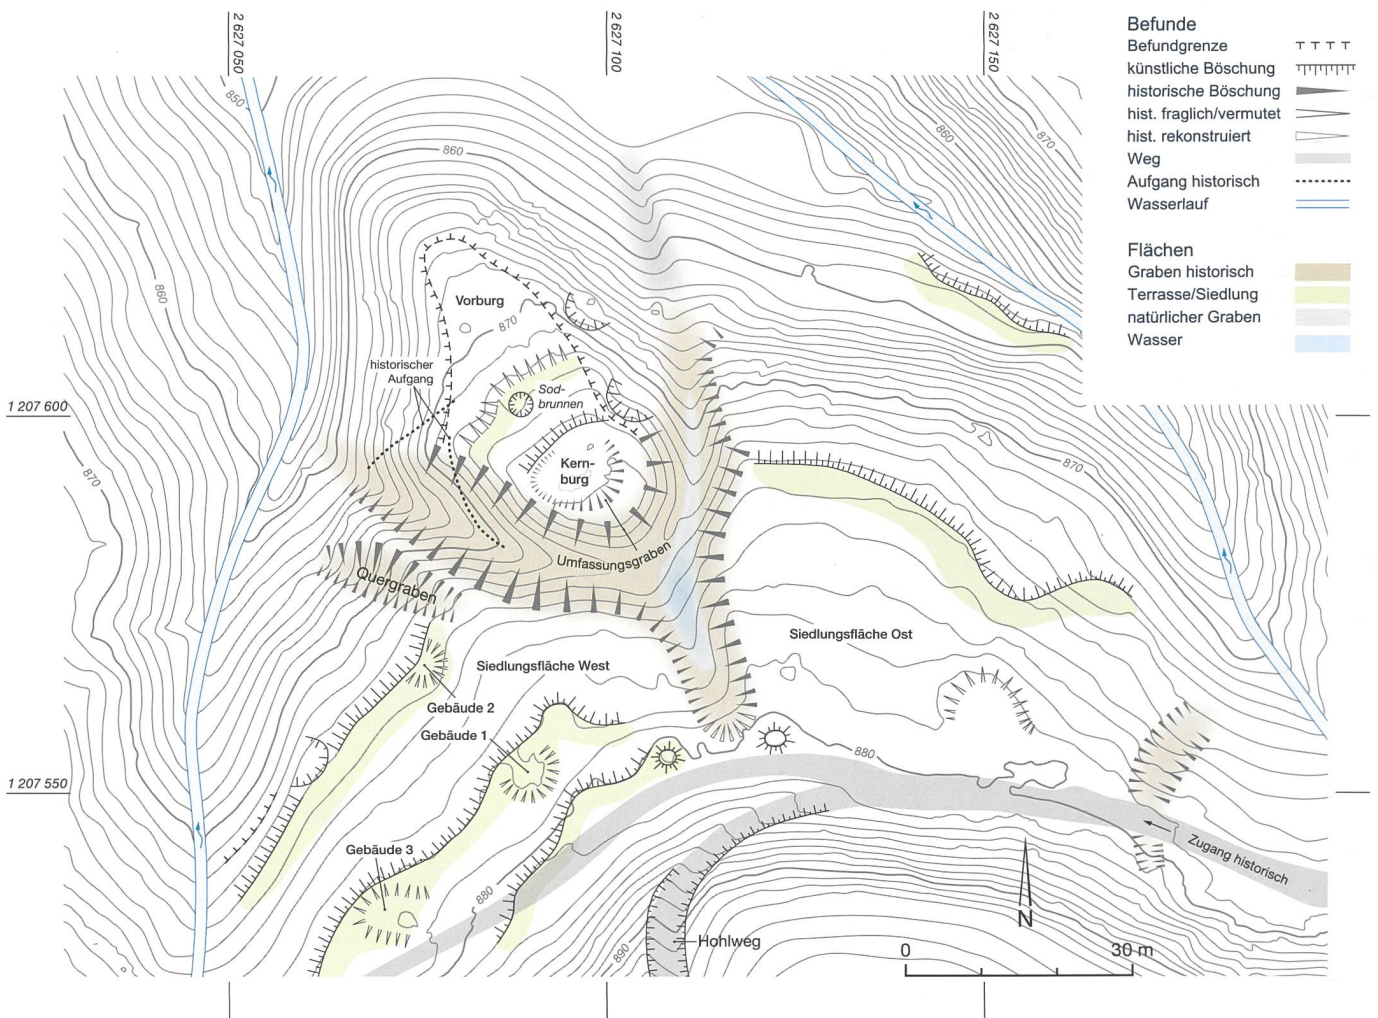 2 627 050
2 627 100
2 627 150
Befunde
Befundgrenze
künstliche Böschung
historische Böschung
hist. fraglich/vermutet
hist. rekonstruiert
Weg
Aufgang historisch
Wasserlauf
Flächen
Graben historisch
Terrasse/Siedlung
natürlicher Graben
Wasser
850
860
860
870
860
Vorburg
870
historischer
Aufgang
Sod-
brunnen
1 207 600
Kern-
burg
870
870
Umfassungsgraben
Quergraben
Siedlungsfläche Ost
Siedlungsfläche West
Gebäude 2
Gebäude 1
880
1 207 550
Gebäude 3
Zugang historisch
880
N
Hohlweg
890
0 30 m